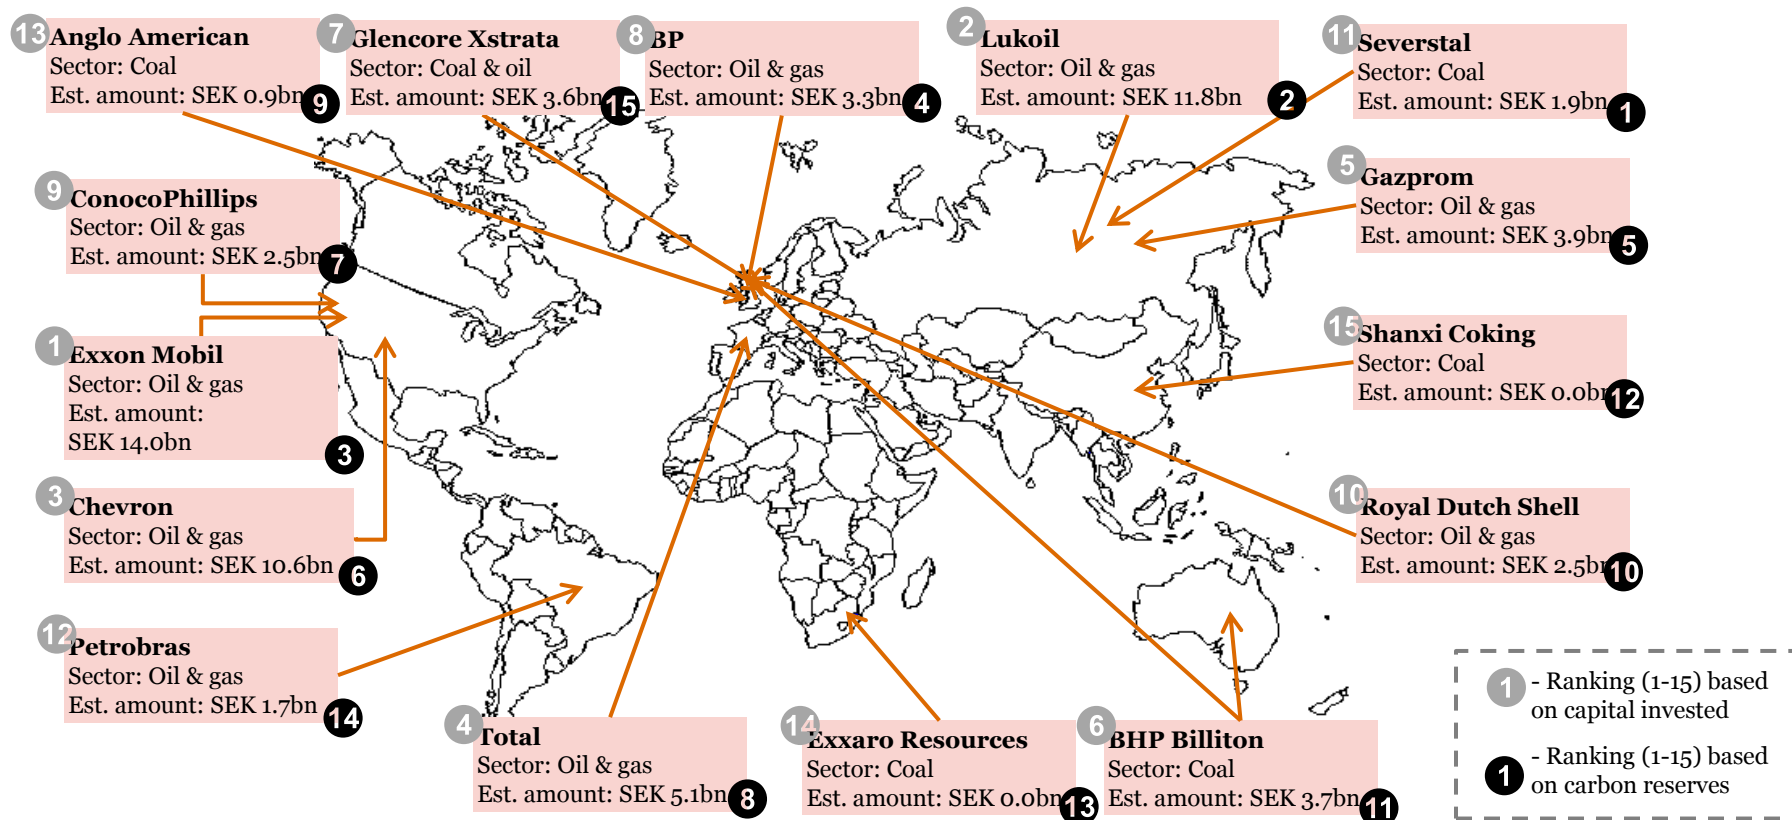 13
Anglo American
Sector: Coal
Est. amount: SEK 0.9bn
9
7
Glencore Xstrata
Sector: Coal & oil
Est. amount: SEK 3.6bn
15
8
BP
Sector: Oil & gas
Est. amount: SEK 3.3bn
4
2
Lukoil
Sector: Oil & gas
Est. amount: SEK 11.8bn
2
11
Severstal
Sector: Coal
Est. amount: SEK 1.9bn
1
9
ConocoPhillips
Sector: Oil & gas
Est. amount: SEK 2.5bn
7
5
Gazprom
Sector: Oil & gas
Est. amount: SEK 3.9bn
5
1
Exxon Mobil
Sector: Oil & gas
Est. amount:
SEK 14.0bn
3
15
Shanxi Coking
Sector: Coal
Est. amount: SEK 0.0bn
12
3
Chevron
Sector: Oil & gas
Est. amount: SEK 10.6bn
6
10
Royal Dutch Shell
Sector: Oil & gas
Est. amount: SEK 2.5bn
10
12
Petrobras
Sector: Oil & gas
Est. amount: SEK 1.7bn
14
4
Total
Sector: Oil & gas
Est. amount: SEK 5.1bn
8
14
Exxaro Resources
Sector: Coal
Est. amount: SEK 0.0bn
13
6
BHP Billiton
Sector: Coal
Est. amount: SEK 3.7bn
11
1 - Ranking (1-15) based
on capital invested
1 - Ranking (1-15) based
on carbon reserves